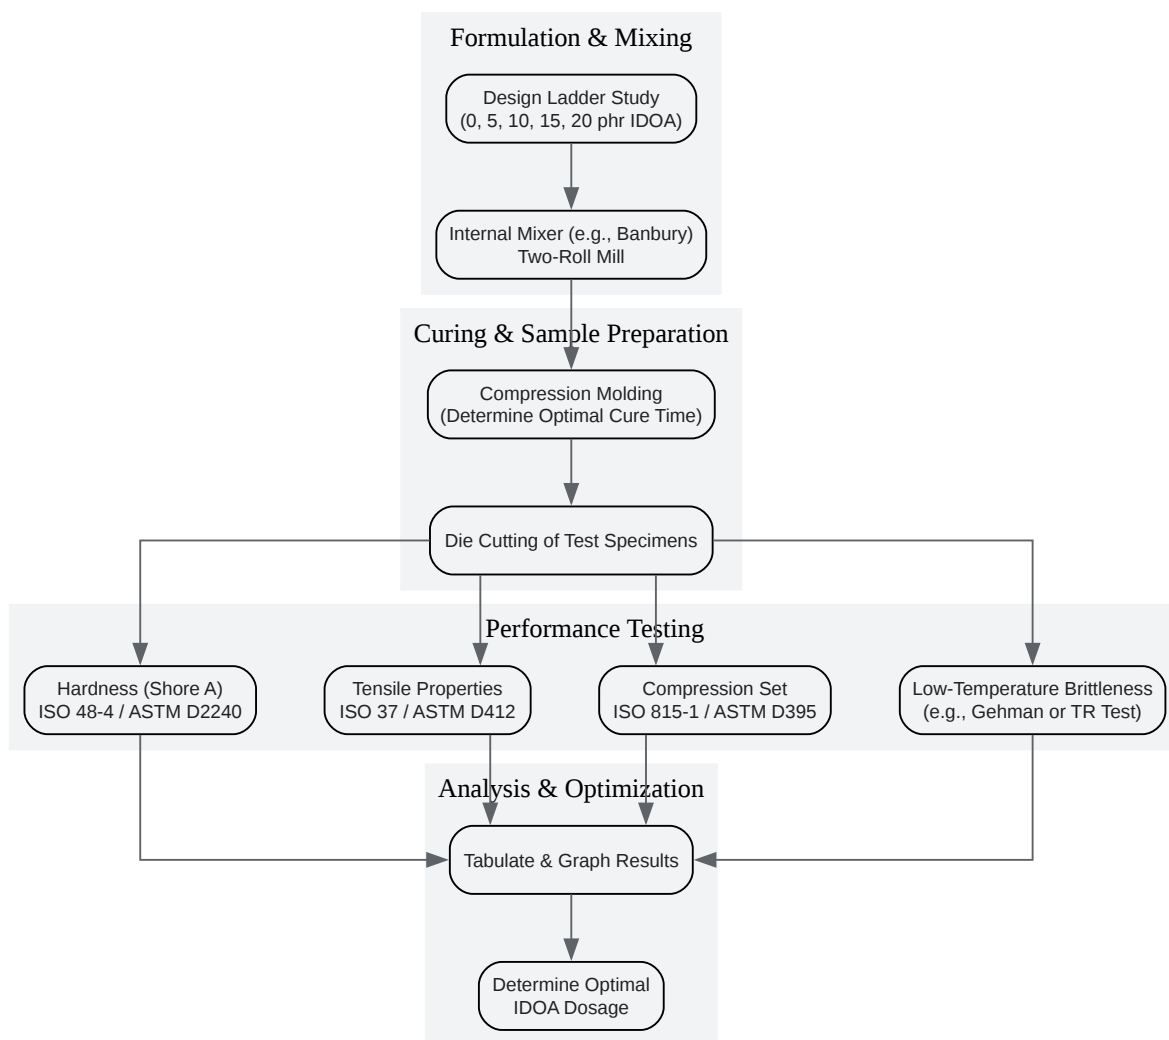 Formulation & Mixing
Design Ladder Study
(0, 5, 10, 15, 20 phr IDOA)
Internal Mixer (e.g., Banbury)
Two-Roll Mill
Curing & Sample Preparation
Compression Molding
(Determine Optimal Cure Time)
Die Cutting of Test Specimens
Performance Testing
Hardness (Shore A)
ISO 48-4 / ASTM D2240
Tensile Properties
ISO 37 / ASTM D412
Compression Set
ISO 815-1 / ASTM D395
Low-Temperature Brittleness
(e.g., Gehman or TR Test)
Analysis & Optimization
Tabulate & Graph Results
Determine Optimal
IDOA Dosage